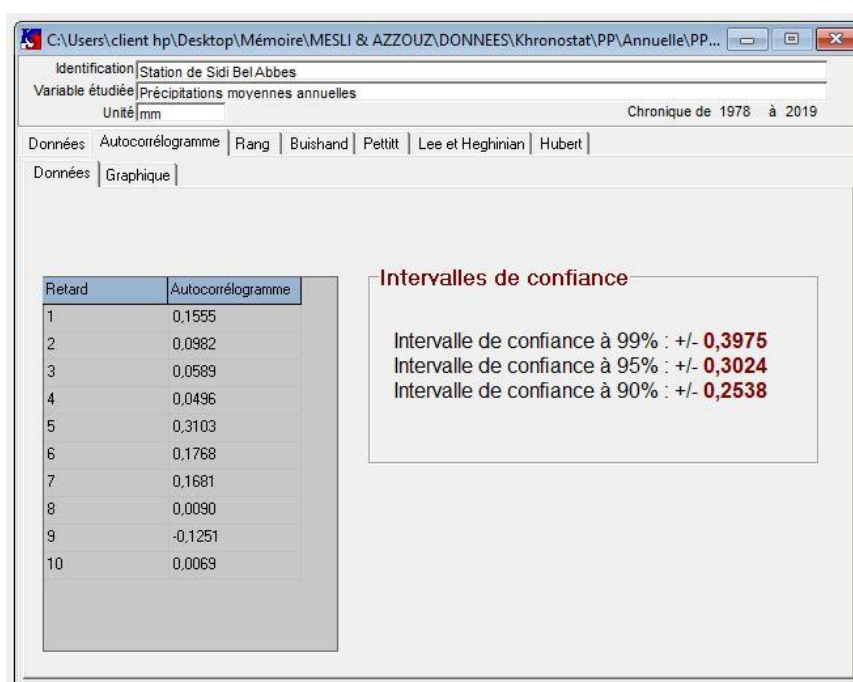 C:\Users\client hp\Desktop\Mémoire\MESLI & AZZOUZ\DONNEES\Khronostat\PP\Annuelle\PP...
Identification Station de Sidi Bel Abbes
Variable étudiée Précipitations moyennes annuelles
Unité mm Chronique de 1978 à 2019
Données Autocorrélogramme Rang Buishand Pettitt Lee et Heghinian Hubert
Données Graphique
Retard Autocorrélogramme
1 0,1555
2 0,0982
3 0,0589
4 0,0496
5 0,3103
6 0,1768
7 0,1681
8 0,0090
9 -0,1251
10 0,0069
Intervalles de confiance
Intervalle de confiance à 99% : +/- 0,3975
Intervalle de confiance à 95% : +/- 0,3024
Intervalle de confiance à 90% : +/- 0,2538